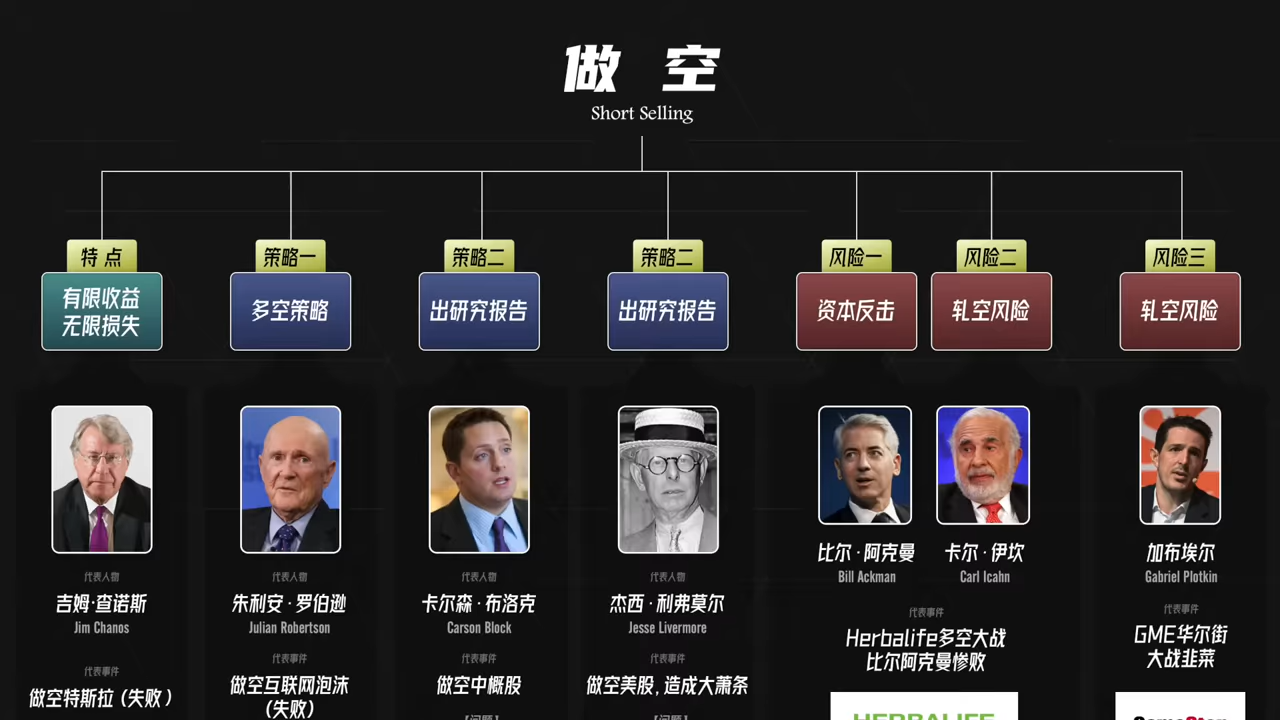 做 空
Short Selling
特 点
有限收益
无限损失
策略一
多空策略
策略二
出研究报告
策略二
出研究报告
风险一
资本反击
风险二
轧空风险
风险三
轧空风险
代表人物
吉姆·查诺斯
Jim Chanos
代表事件
做空特斯拉（失败）
代表人物
朱利安·罗伯逊
Julian Robertson
代表事件
做空互联网泡沫
（失败）
代表人物
卡尔森·布洛克
Carson Block
代表事件
做空中概股
代表人物
杰西·利弗莫尔
Jesse Livermore
代表事件
做空美股，造成大萧条
比尔·阿克曼
Bill Ackman
卡尔·伊坎
Carl Icahn
代表事件
Herbalife多空大战
比尔阿克曼惨败
HERBALIFE
加布埃尔
Gabriel Plotkin
代表事件
GME华尔街
大战韭菜
GameStop